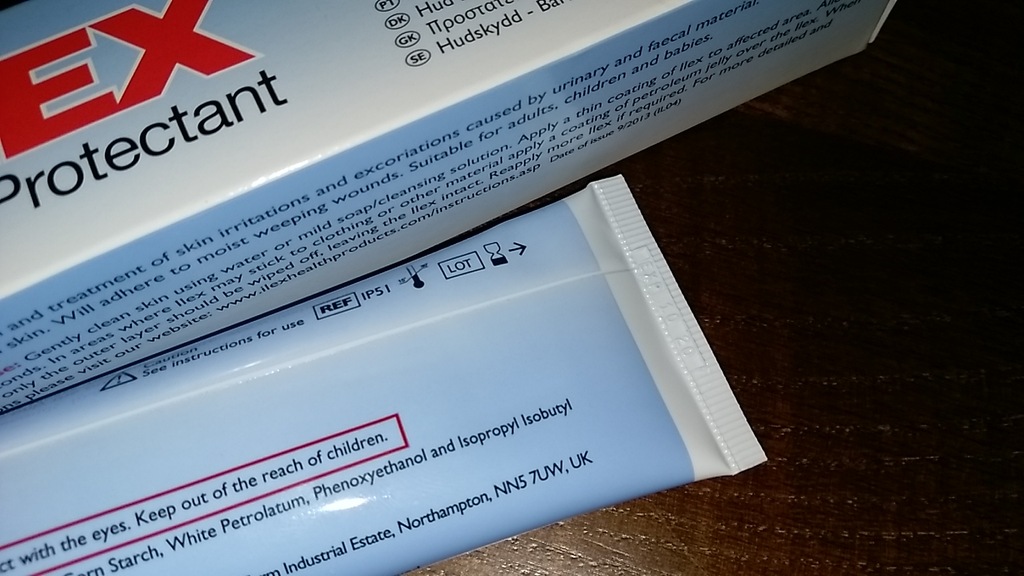 EX
Protectant
PT
DK Hud
GK Προστατε
SE Hudskydd - Bar
and treatment of skin irritations and excoriations caused by urinary and faecal material.
skin. Will adhere to moist weeping wounds. Suitable for adults, children and babies.
Gently clean skin using water or mild soap/cleansing solution. Apply a thin coating of Ilex to affected area.
In areas where Ilex may stick to clothing or other material apply a coating of petroleum jelly over the Ilex. When
only the outer layer should be wiped off, leaving the Ilex intact. Reapply more Ilex if required. For more detailed and
please visit our website: www.ilexhealthproducts.com/instructions.asp Date of issue 9/2013 (IL04)
Caution
See instructions for use REF IPS1 LOT
ct with the eyes. Keep out of the reach of children.
Corn Starch, White Petrolatum, Phenoxyethanol and Isopropyl Isobutyl
rm Industrial Estate, Northampton, NN5 7UW, UK